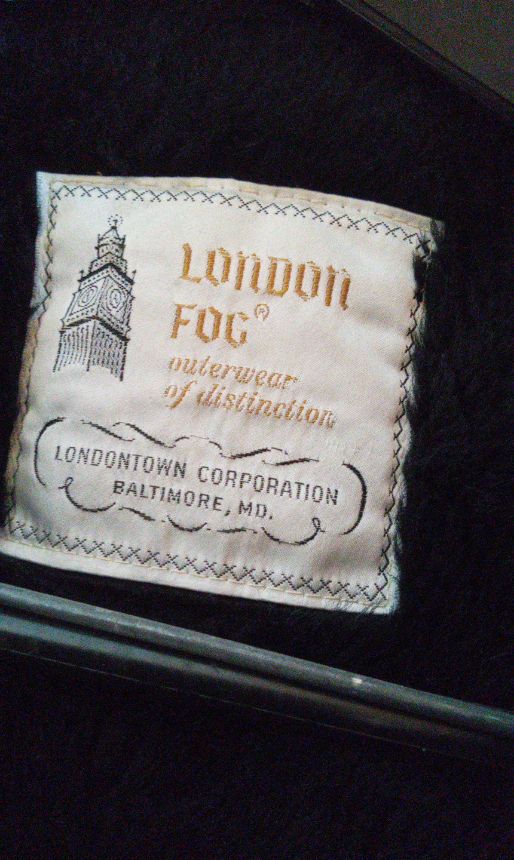 LONDON
FOG®
outerwear
of distinction
LONDONTOWN CORPORATION
BALTIMORE, MD.